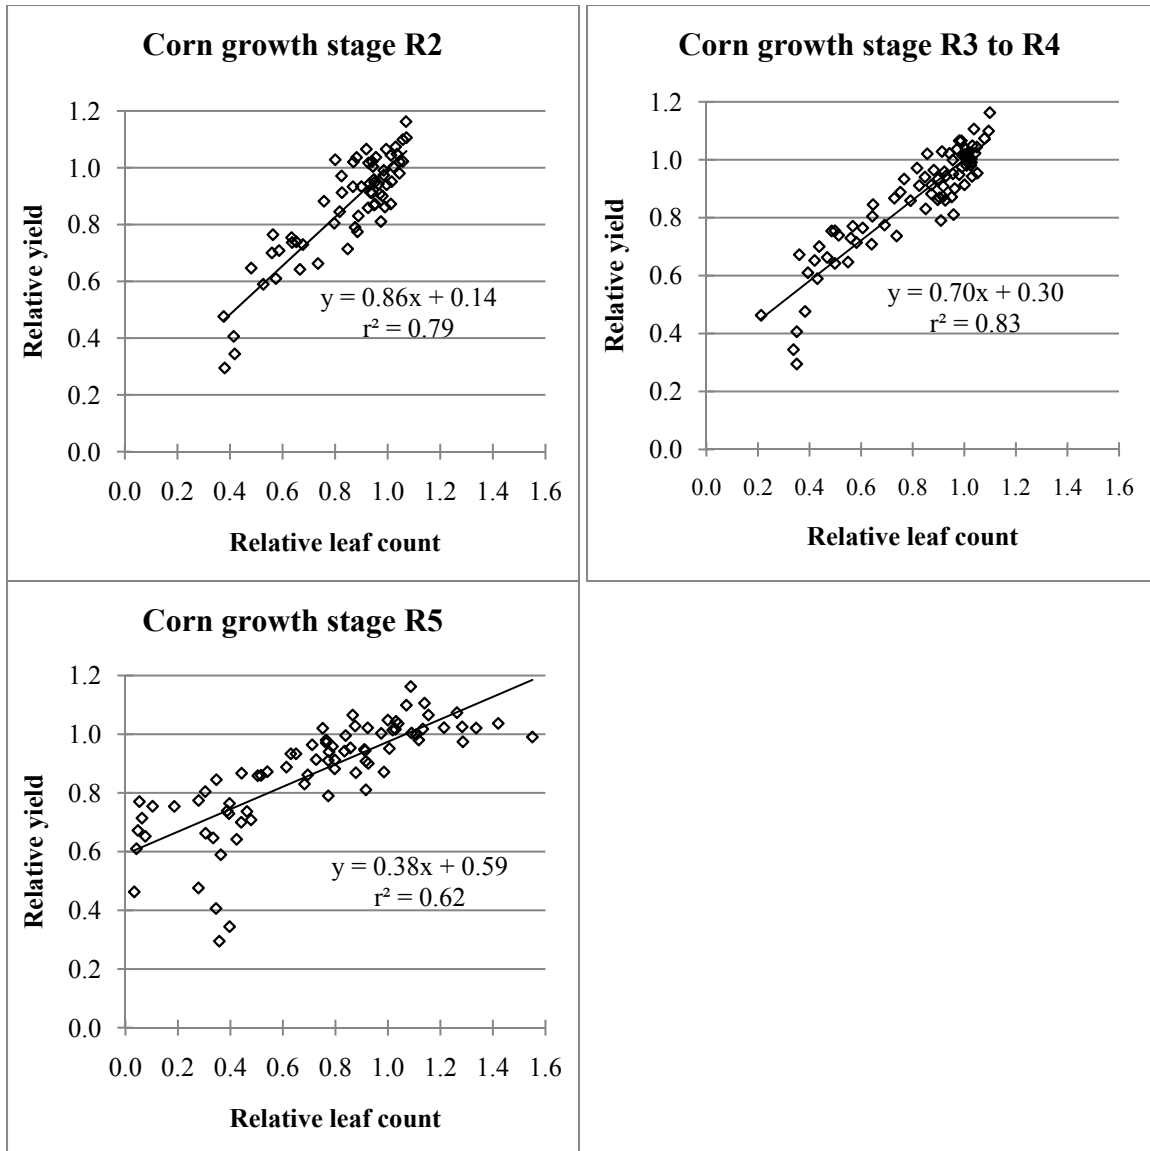 Corn growth stage R2
1.2
1.0
0.8
0.6
0.4
0.2
0.0
Relative yield
y = 0.86x + 0.14
r² = 0.79
0.0 0.2 0.4 0.6 0.8 1.0 1.2 1.4 1.6
Relative leaf count
Corn growth stage R3 to R4
1.2
1.0
0.8
0.6
0.4
0.2
0.0
Relative yield
y = 0.70x + 0.30
r² = 0.83
0.0 0.2 0.4 0.6 0.8 1.0 1.2 1.4 1.6
Relative leaf count
Corn growth stage R5
1.2
1.0
0.8
0.6
0.4
0.2
0.0
Relative yield
y = 0.38x + 0.59
r² = 0.62
0.0 0.2 0.4 0.6 0.8 1.0 1.2 1.4 1.6
Relative leaf count